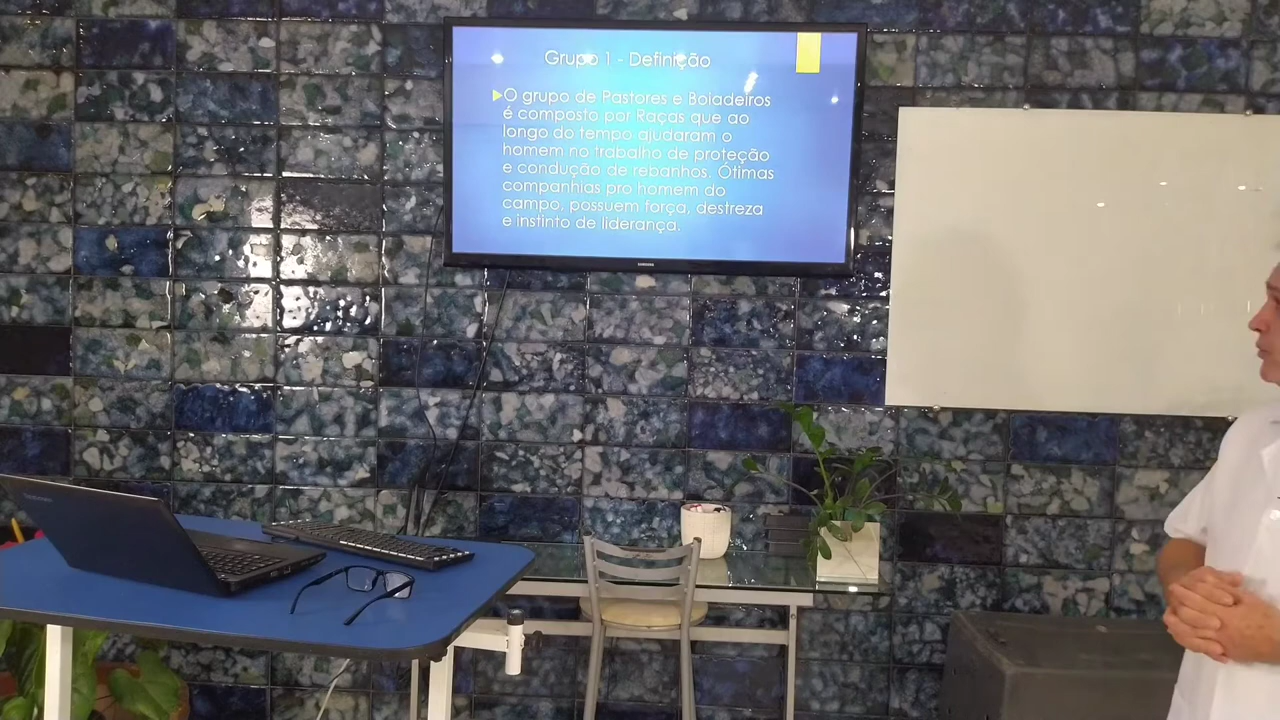 Grupo 1 - Definição
O grupo de Pastores e Boiadeiros
é composto por Raças que ao
longo do tempo ajudaram o
homem no trabalho de proteção
e condução de rebanhos. Ótimas
companhias pro homem do
campo, possuem força, destreza
e instinto de liderança.
SAMSUNG